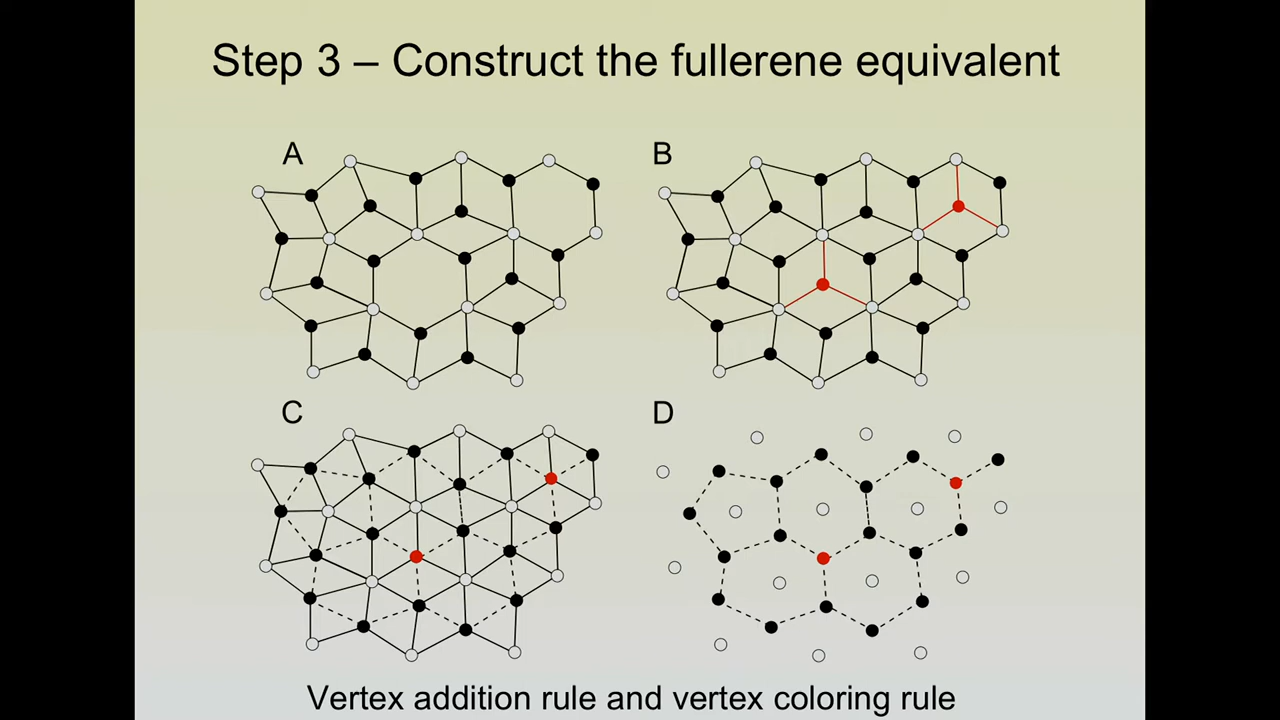 Step 3 – Construct the fullerene equivalent
A
B
C
D
Vertex addition rule and vertex coloring rule